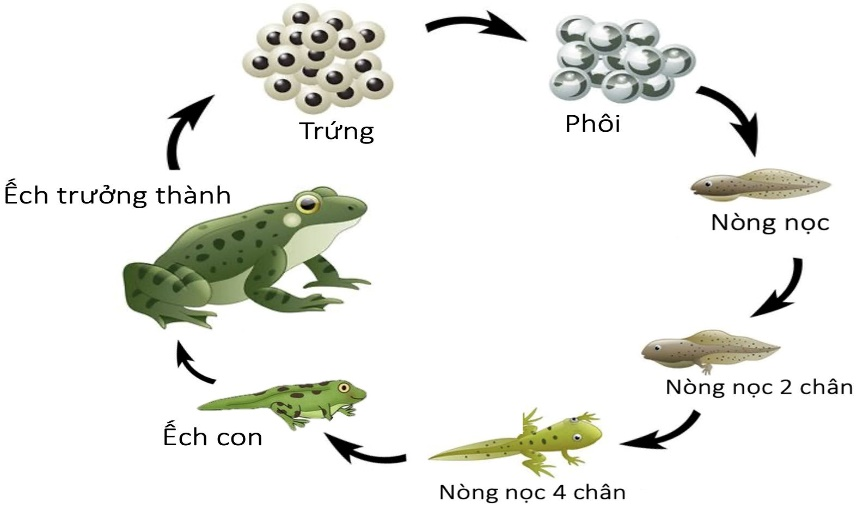 Trứng
Phôi
Ếch trưởng thành
Nòng nọc
Nòng nọc 2 chân
Ếch con
Nòng nọc 4 chân